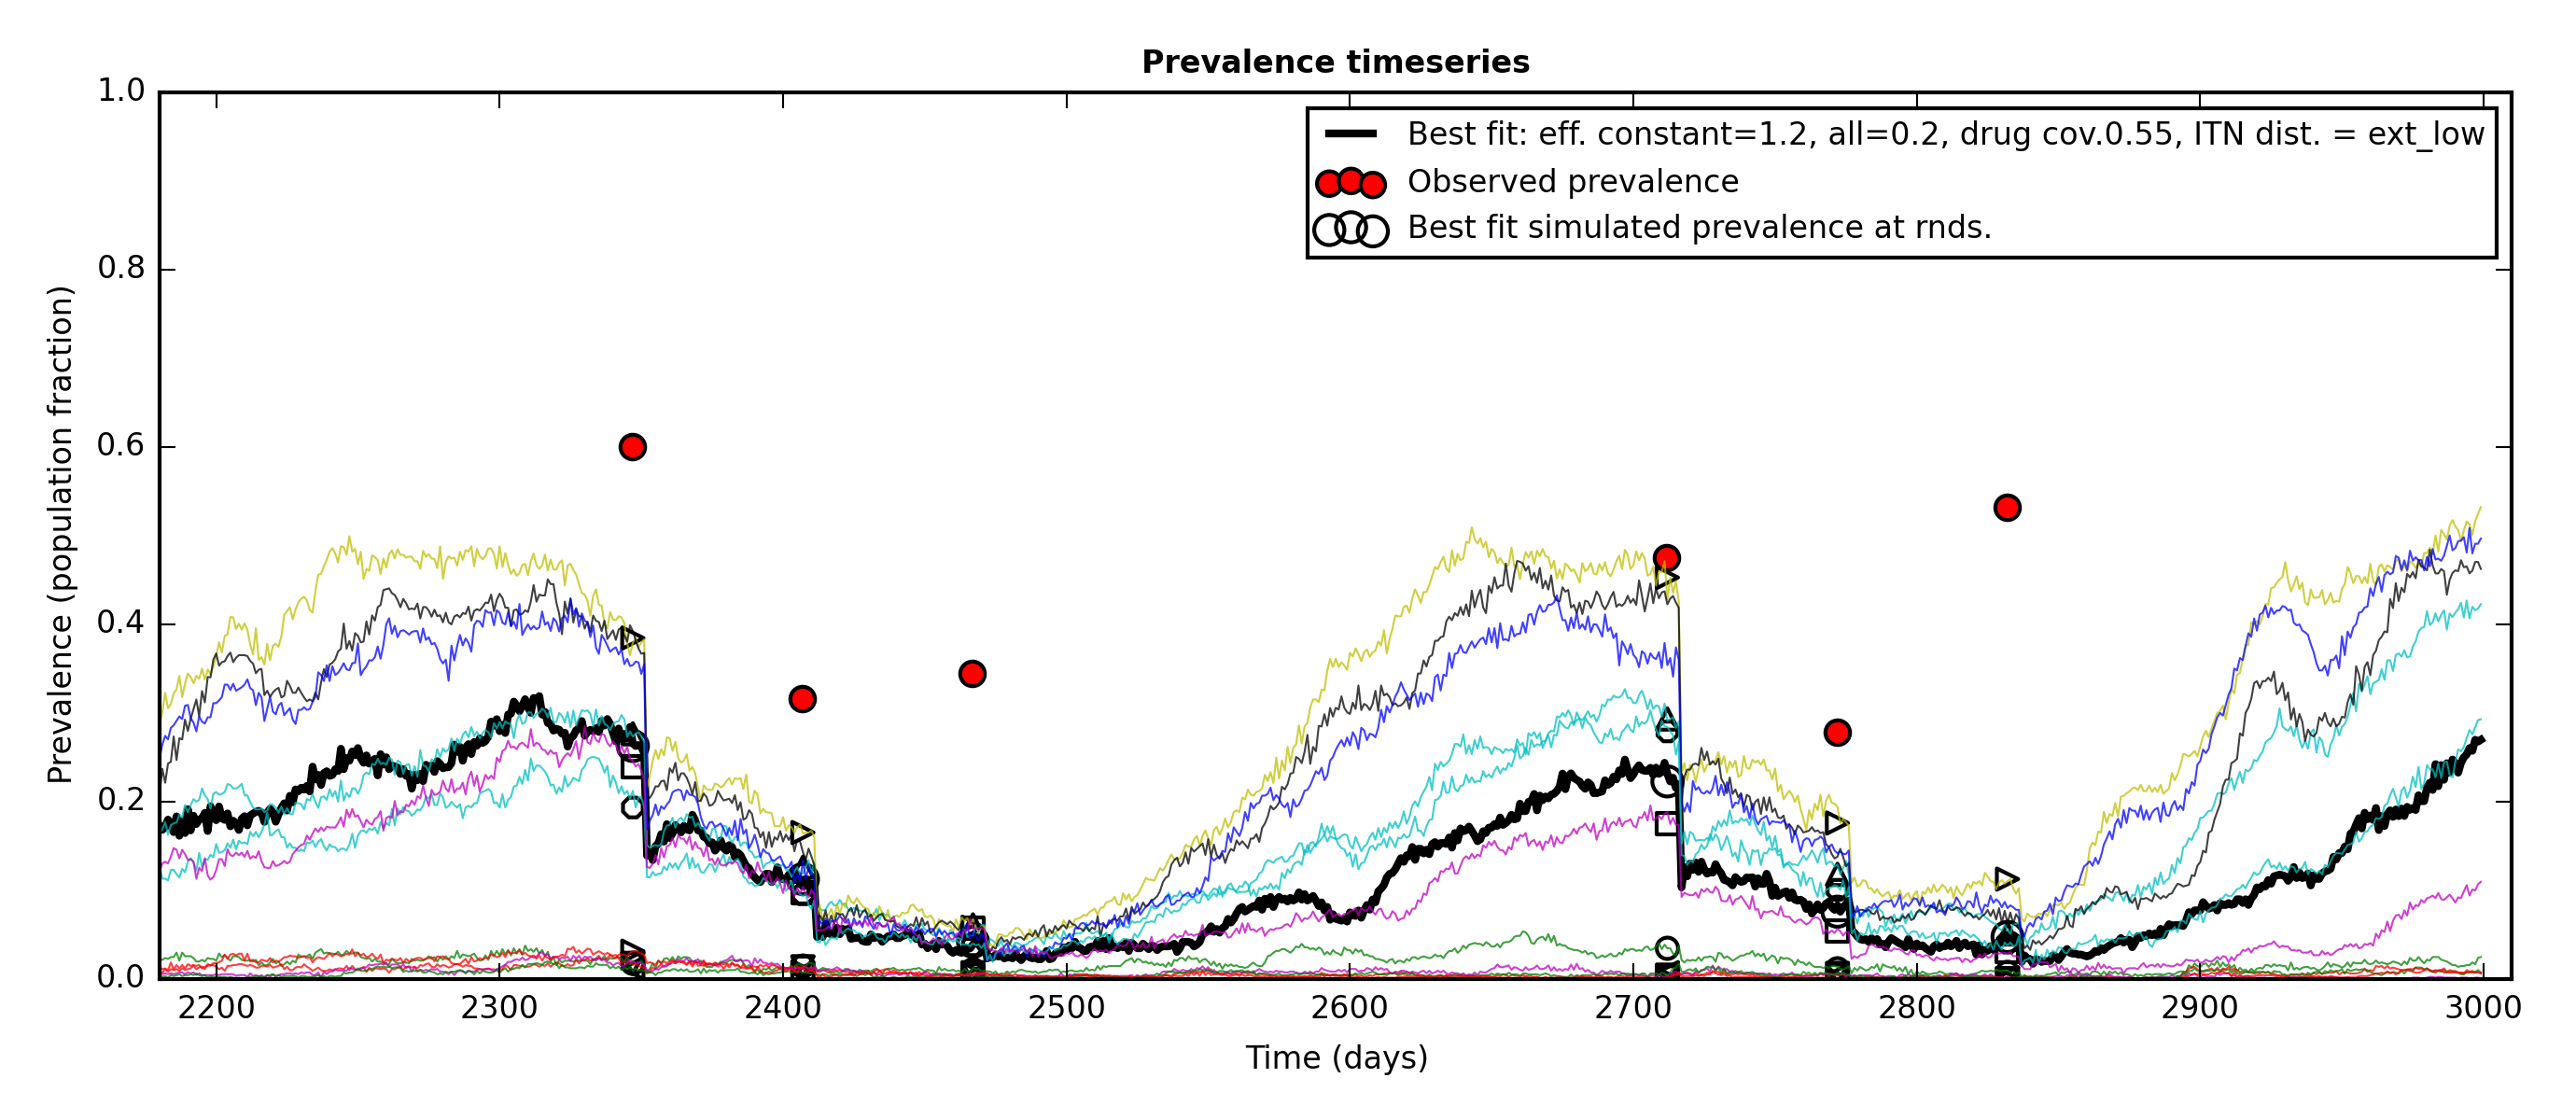 Prevalence timeseries
1.0
0.8
0.6
0.4
0.2
0.0
Prevalence (population fraction)
Best fit: eff. constant=1.2, all=0.2, drug cov.0.55, ITN dist. = ext_low
Observed prevalence
Best fit simulated prevalence at rnds.
2200 2300 2400 2500 2600 2700 2800 2900 3000
Time (days)